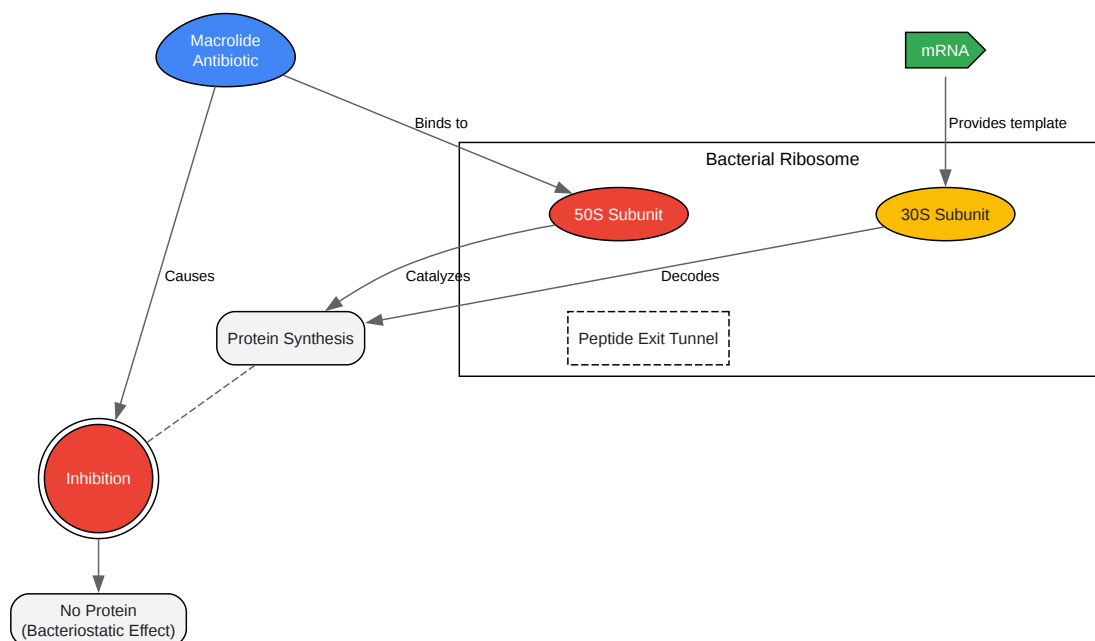 Macrolide
Antibiotic
mRNA
Binds to
Provides template
Bacterial Ribosome
50S Subunit
30S Subunit
Causes
Catalyzes
Decodes
Protein Synthesis
Peptide Exit Tunnel
Inhibition
No Protein
(Bacteriostatic Effect)